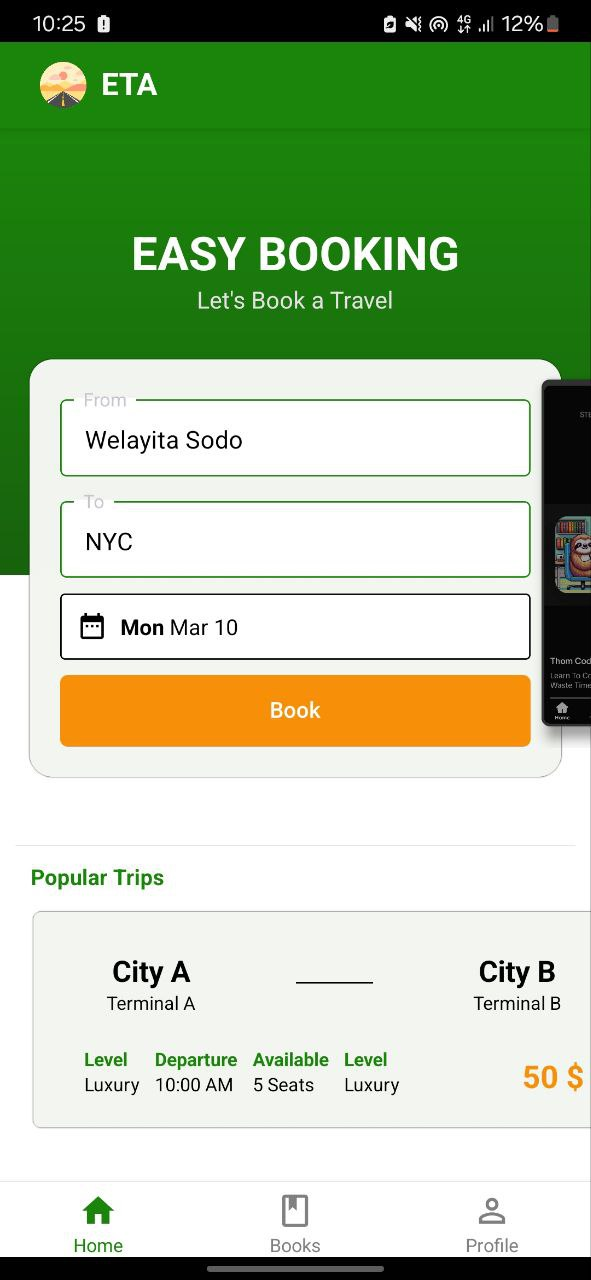 10:25
4G
12%
ETA
EASY BOOKING
Let's Book a Travel
From
Welayita Sodo
To
NYC
Mon Mar 10
Book
Thom Cod
Learn To Co
Waste Time
Home
Popular Trips
City A
City B
Terminal A
Terminal B
Level Departure Available Level
Luxury 10:00 AM 5 Seats Luxury
50 $
Home
Books
Profile